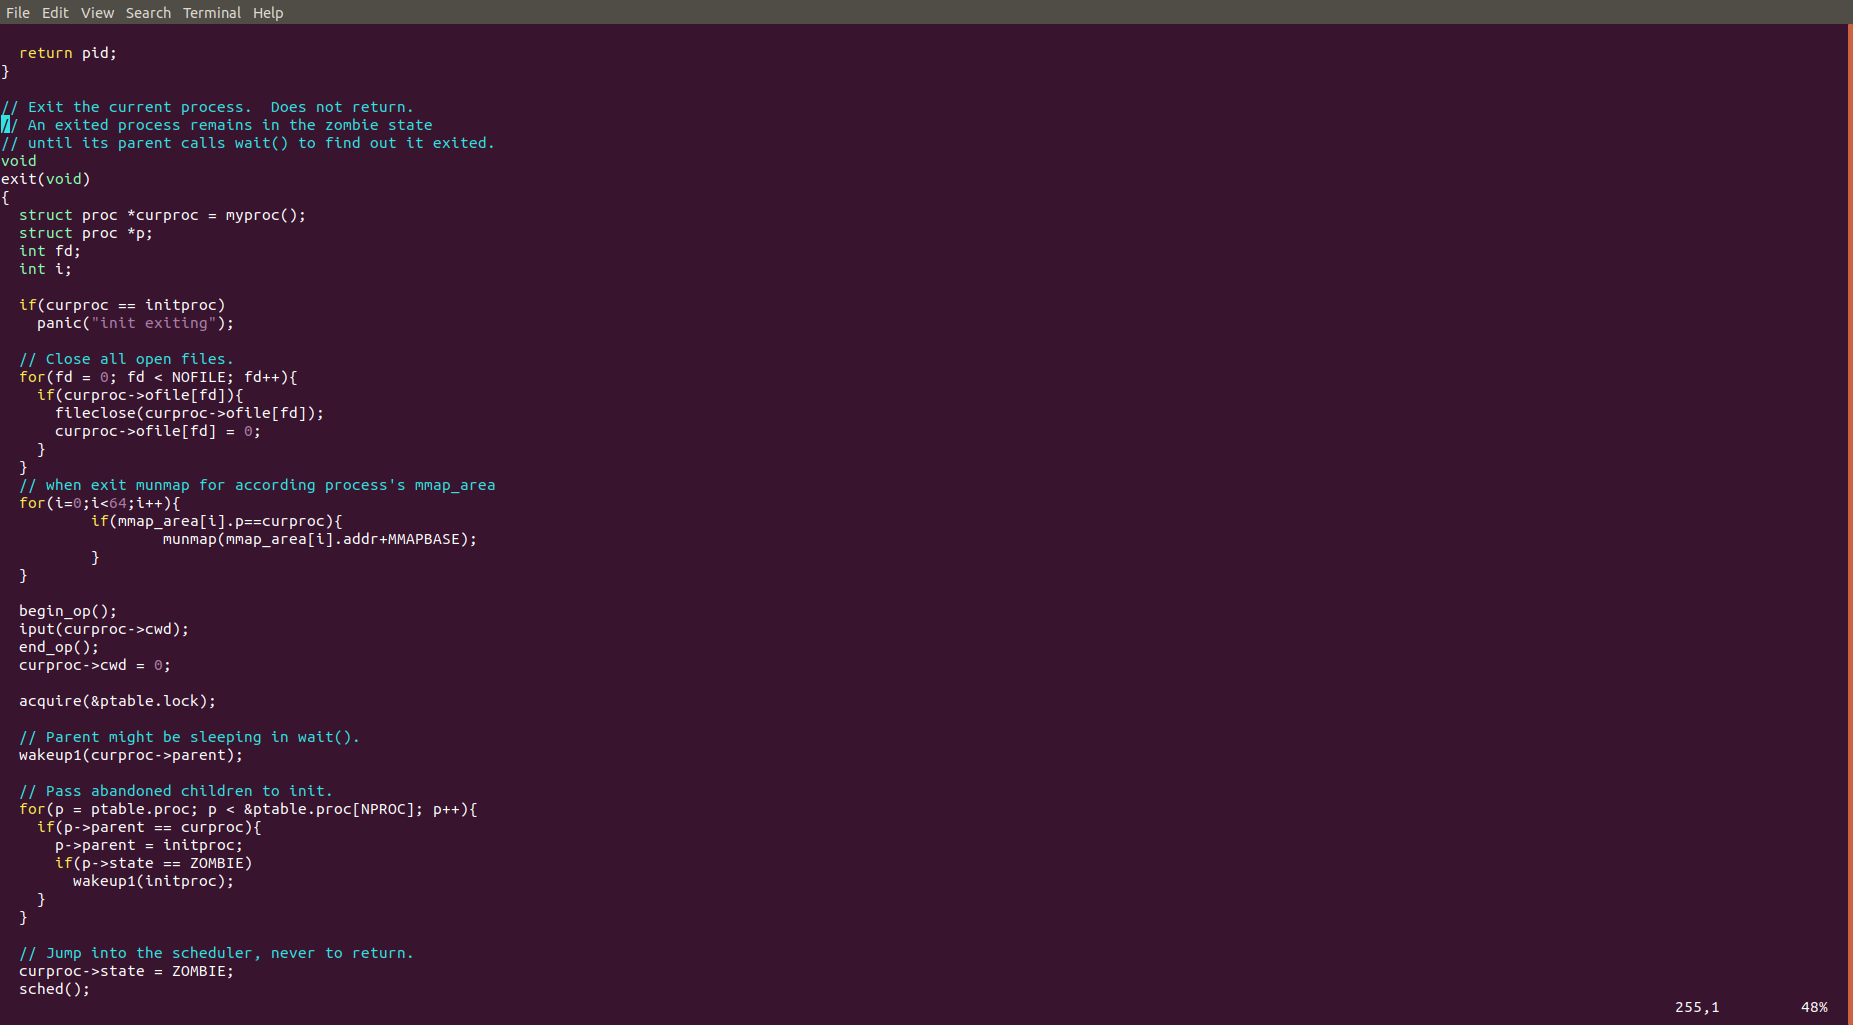 File Edit View Search Terminal Help
  return pid;
}
// Exit the current process.  Does not return.
// An exited process remains in the zombie state
// until its parent calls wait() to find out it exited.
void
exit(void)
{
  struct proc *curproc = myproc();
  struct proc *p;
  int fd;
  int i;
  if(curproc == initproc)
    panic("init exiting");
  // Close all open files.
  for(fd = 0; fd < NOFILE; fd++){
    if(curproc->ofile[fd]){
      fileclose(curproc->ofile[fd]);
      curproc->ofile[fd] = 0;
    }
  }
  // when exit munmap for according process's mmap_area
  for(i=0;i<64;i++){
          if(mmap_area[i].p==curproc){
                  munmap(mmap_area[i].addr+MMAPBASE);
          }
  }
  begin_op();
  iput(curproc->cwd);
  end_op();
  curproc->cwd = 0;
  acquire(&ptable.lock);
  // Parent might be sleeping in wait().
  wakeup1(curproc->parent);
  // Pass abandoned children to init.
  for(p = ptable.proc; p < &ptable.proc[NPROC]; p++){
    if(p->parent == curproc){
      p->parent = initproc;
      if(p->state == ZOMBIE)
        wakeup1(initproc);
    }
  }
  // Jump into the scheduler, never to return.
  curproc->state = ZOMBIE;
  sched();
255,1 48%